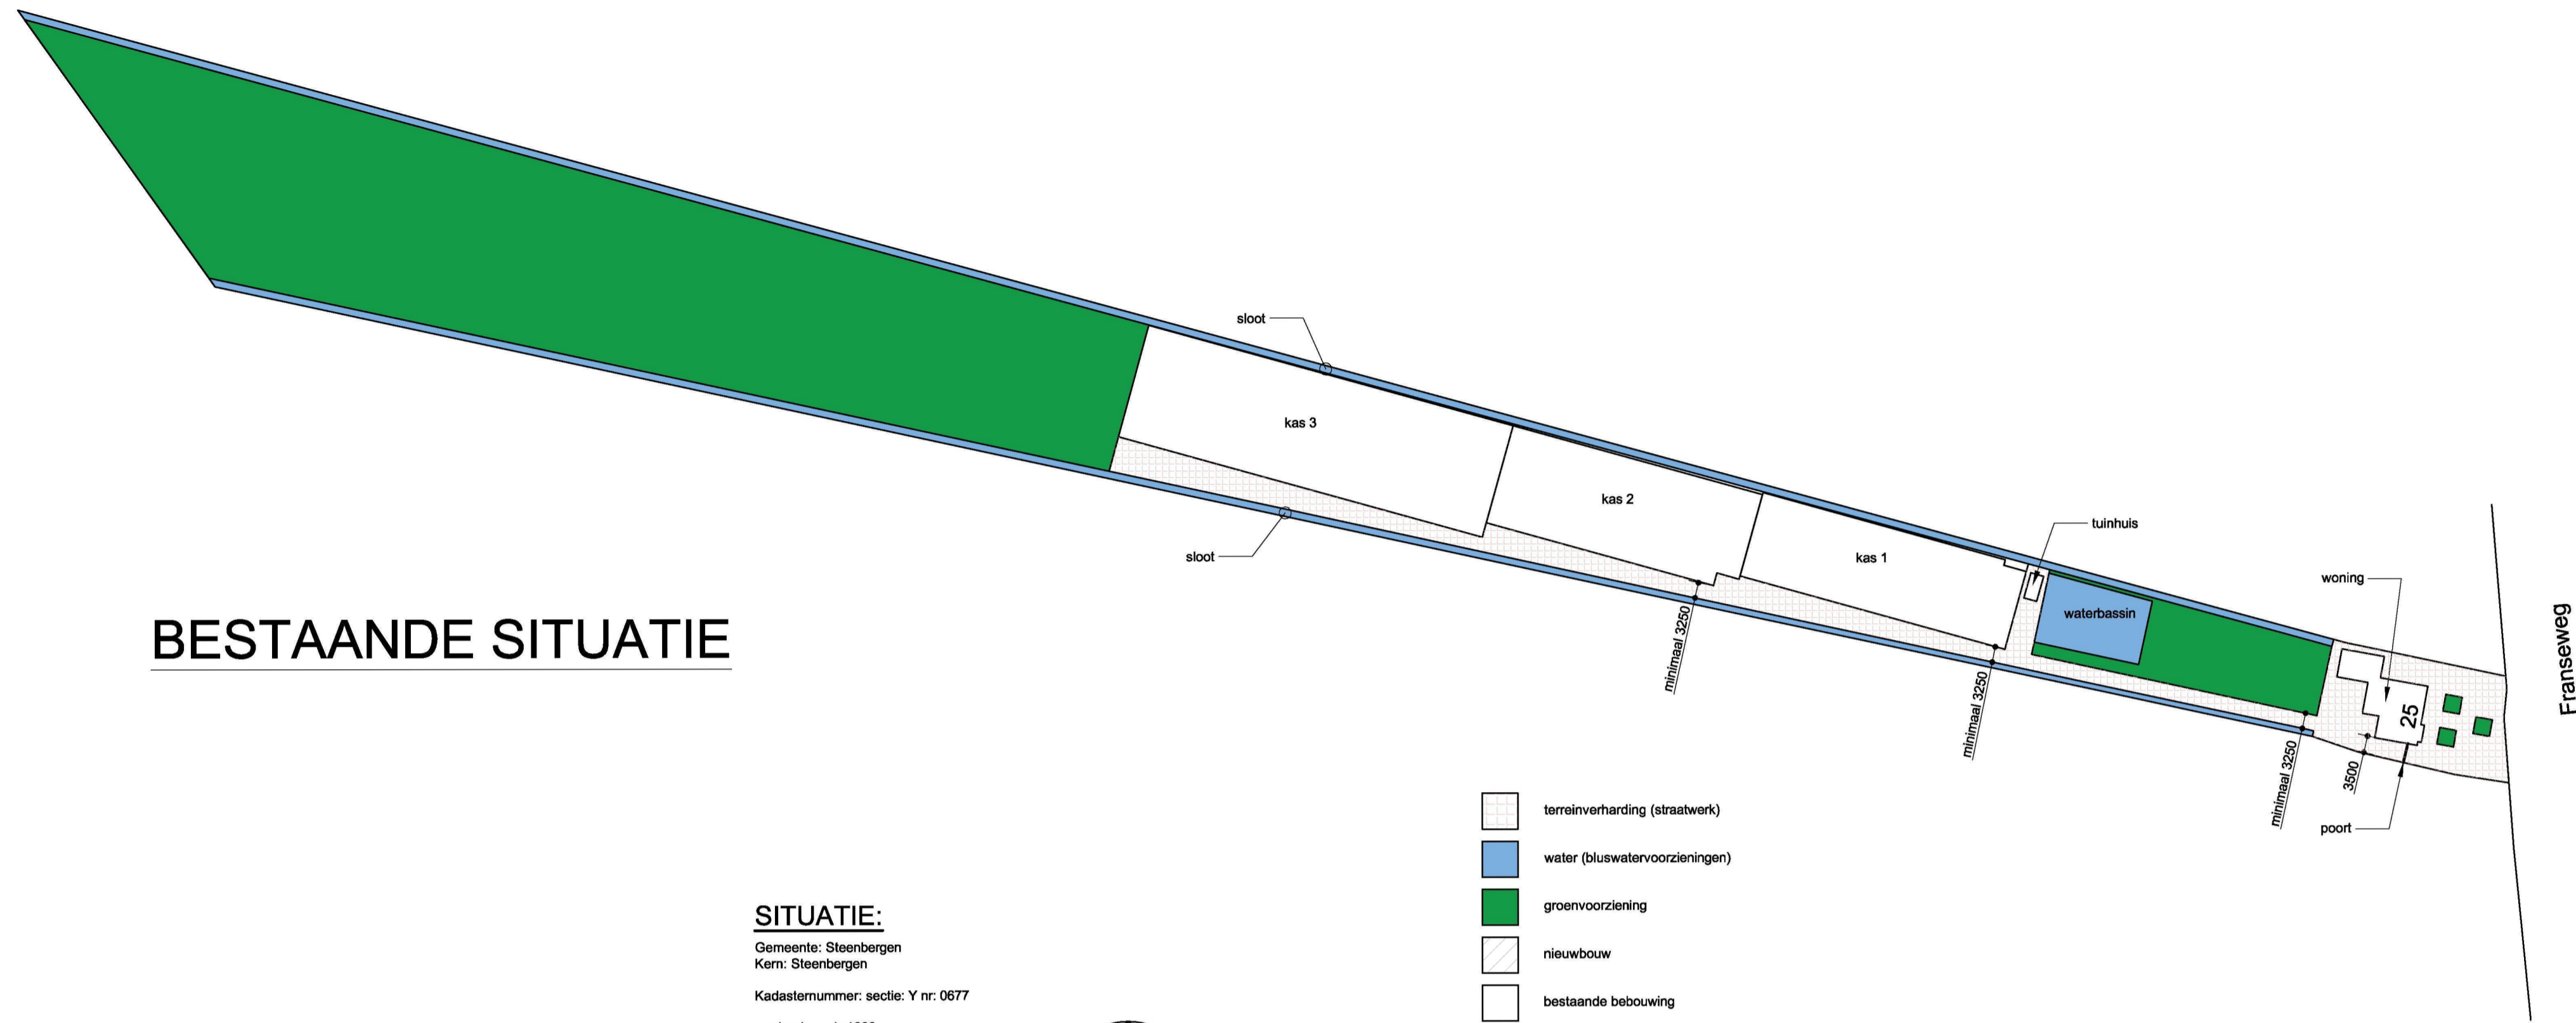 sloot
kas 3
kas 2
tuinhuis
sloot
kas 1
woning
waterbassin
Franseweg
BESTAANDE SITUATIE
minimaal 3250
minimaal 3250
25
minimaal 3250
3500
poort
terreinverharding (straatwerk)
water (bluswatervoorzieningen)
groenvoorziening
nieuwbouw
bestaande bebouwing
SITUATIE:
Gemeente: Steenbergen
Kern: Steenbergen
Kadasternummer: sectie: Y nr: 0677